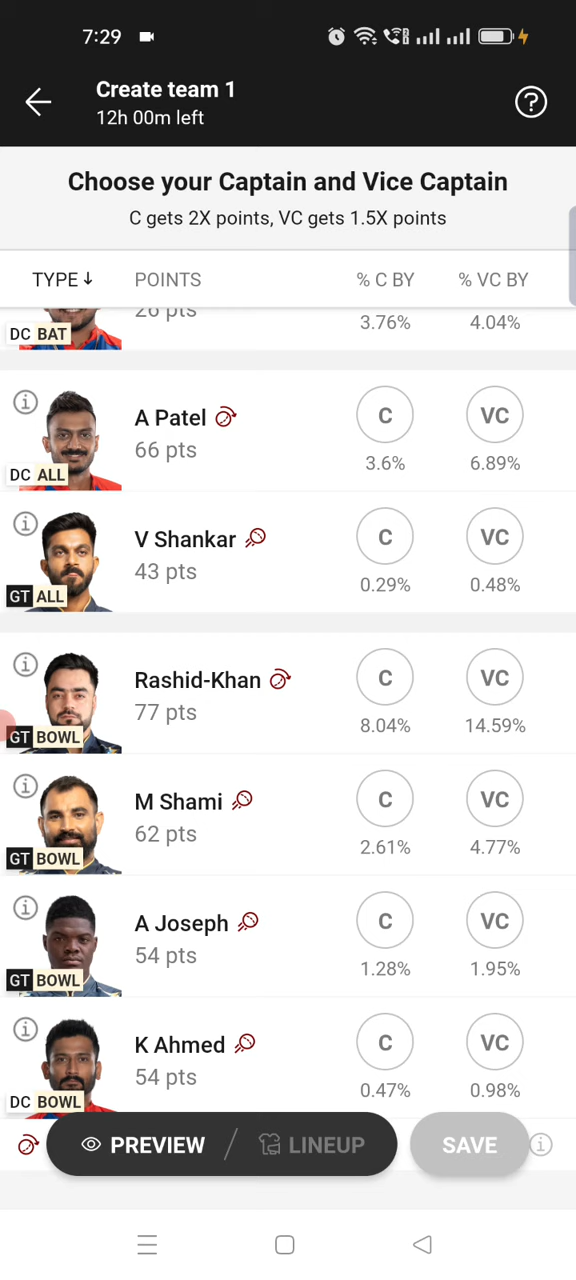 7:29
Create team 1
12h 00m left
Choose your Captain and Vice Captain
C gets 2X points, VC gets 1.5X points
TYPE↓ POINTS % C BY % VC BY
26 pts 3.76% 4.04%
DC BAT
A Patel C VC
66 pts 3.6% 6.89%
DC ALL
V Shankar C VC
43 pts 0.29% 0.48%
GT ALL
Rashid-Khan C VC
77 pts 8.04% 14.59%
GT BOWL
M Shami C VC
62 pts 2.61% 4.77%
GT BOWL
A Joseph C VC
54 pts 1.28% 1.95%
GT BOWL
K Ahmed C VC
54 pts 0.47% 0.98%
DC BOWL
PREVIEW / LINEUP SAVE